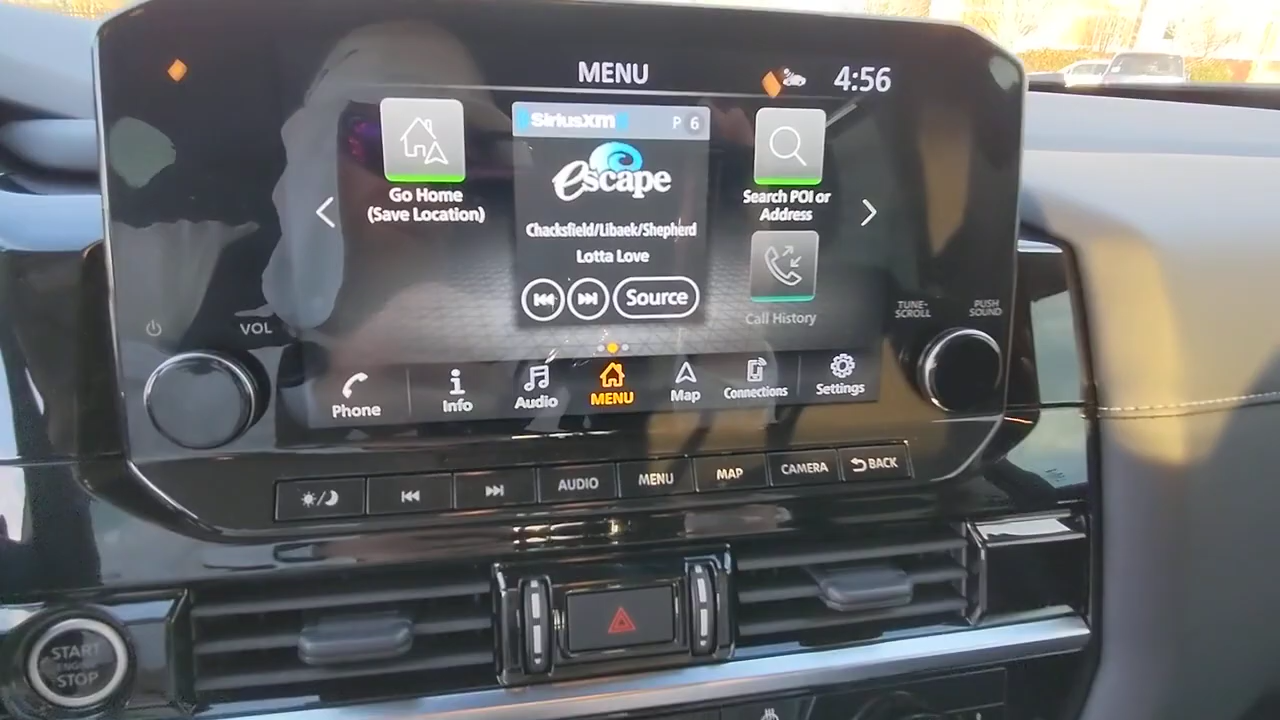 MENU
4:56
Go Home
(Save Location)
SiriusXM
P 6
escape
Chacksfield/Libaek/Shepherd
Lotta Love
Source
Search POI or
Address
Call History
VOL
TUNE-
SCROLL
PUSH
SOUND
Phone
Info
Audio
MENU
Map
Connections
Settings
AUDIO
MENU
MAP
CAMERA
BACK
START
ENGINE
STOP